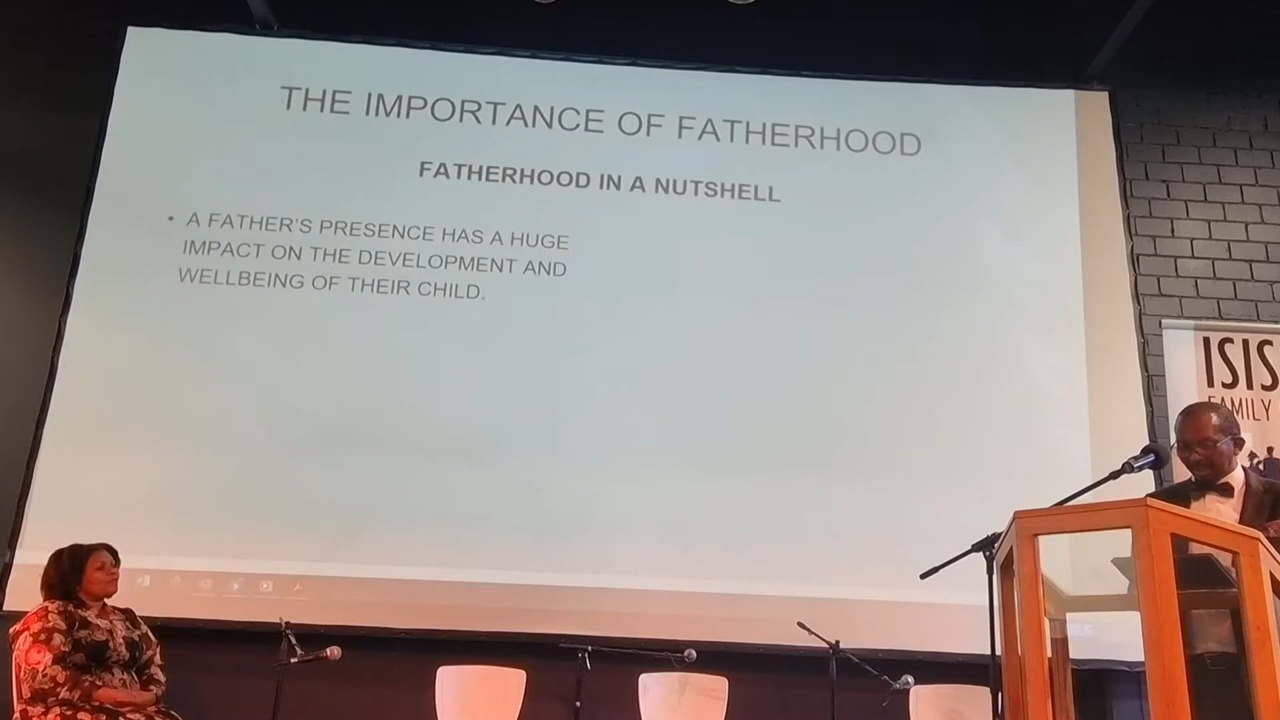 THE IMPORTANCE OF FATHERHOOD
FATHERHOOD IN A NUTSHELL
• A FATHER'S PRESENCE HAS A HUGE
IMPACT ON THE DEVELOPMENT AND
WELLBEING OF THEIR CHILD.
ISIS
FAMILY